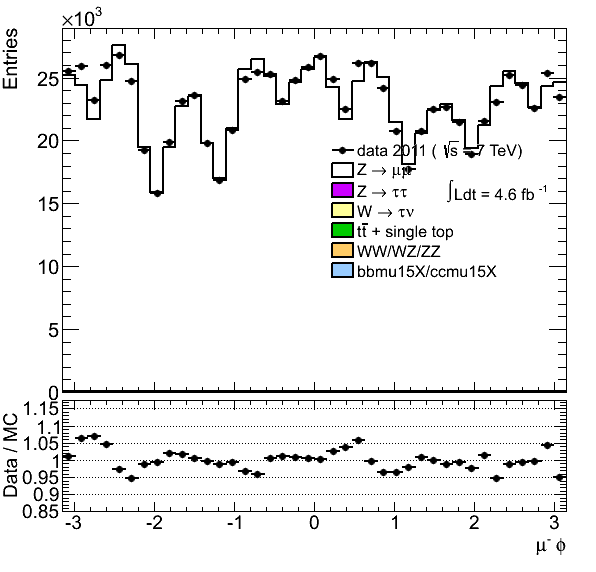 ×10³
Entries
25
20
15
10
5
0
data 2011 ( √s = 7 TeV)
Z → μμ
Z → ττ
∫Ldt = 4.6 fb⁻¹
W → τν
tt̅ + single top
WW/WZ/ZZ
bbmu15X/ccmu15X
Data / MC
1.15
1.1
1.05
1
0.95
0.9
0.85
-3 -2 -1 0 1 2 3
μ⁻ ϕ